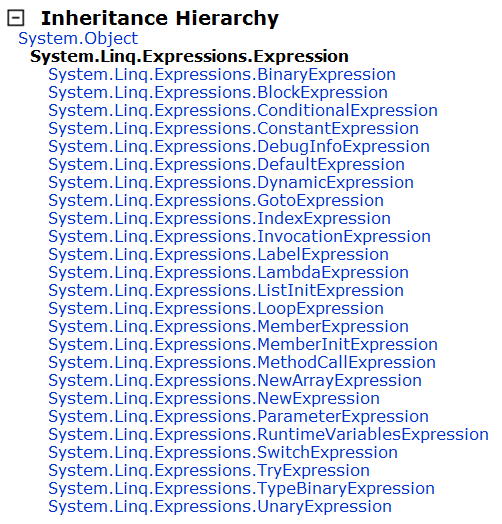 Inheritance Hierarchy
System.Object
System.Linq.Expressions.Expression
System.Linq.Expressions.BinaryExpression
System.Linq.Expressions.BlockExpression
System.Linq.Expressions.ConditionalExpression
System.Linq.Expressions.ConstantExpression
System.Linq.Expressions.DebugInfoExpression
System.Linq.Expressions.DefaultExpression
System.Linq.Expressions.DynamicExpression
System.Linq.Expressions.GotoExpression
System.Linq.Expressions.IndexExpression
System.Linq.Expressions.InvocationExpression
System.Linq.Expressions.LabelExpression
System.Linq.Expressions.LambdaExpression
System.Linq.Expressions.ListInitExpression
System.Linq.Expressions.LoopExpression
System.Linq.Expressions.MemberExpression
System.Linq.Expressions.MemberInitExpression
System.Linq.Expressions.MethodCallExpression
System.Linq.Expressions.NewArrayExpression
System.Linq.Expressions.NewExpression
System.Linq.Expressions.ParameterExpression
System.Linq.Expressions.RuntimeVariablesExpression
System.Linq.Expressions.SwitchExpression
System.Linq.Expressions.TryExpression
System.Linq.Expressions.TypeBinaryExpression
System.Linq.Expressions.UnaryExpression